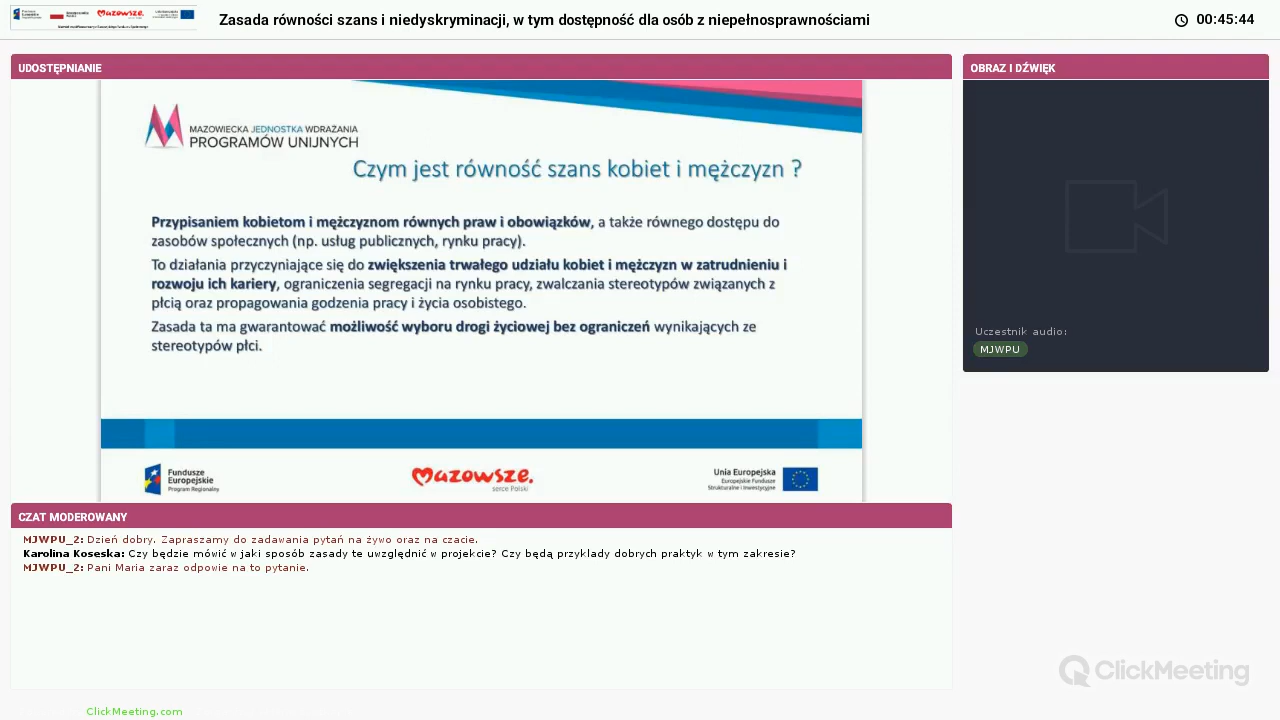 Zasada równości szans i niedyskryminacji, w tym dostępność dla osób z niepełnosprawnościami
00:45:44
UDOSTĘPNIANIE
MAZOWIECKA JEDNOSTKA WDRAŻANIA
PROGRAMÓW UNIJNYCH
Czym jest równość szans kobiet i mężczyzn ?
Przypisaniem kobietom i mężczyznom równych praw i obowiązków, a także równego dostępu do
zasobów społecznych (np. usług publicznych, rynku pracy).
To działania przyczyniające się do zwiększenia trwałego udziału kobiet i mężczyzn w zatrudnieniu i
rozwoju ich kariery, ograniczenia segregacji na rynku pracy, zwalczania stereotypów związanych z
płcią oraz propagowania godzenia pracy i życia osobistego.
Zasada ta ma gwarantować możliwość wyboru drogi życiowej bez ograniczeń wynikających ze
stereotypów płci.
Fundusze
Europejskie
Program Regionalny
mazowsze.
serce Polski
Unia Europejska
Europejskie Fundusze
Strukturalne i Inwestycyjne
OBRAZ I DŹWIĘK
Uczestnik audio:
MJWPU
CZAT MODEROWANY
MJWPU_2: Dzień dobry. Zapraszamy do zadawania pytań na żywo oraz na czacie.
Karolina Koseska: Czy będzie mówić w jaki sposób zasady te uwzględnić w projekcie? Czy będą przyklady dobrych praktyk w tym zakresie?
MJWPU_2: Pani Maria zaraz odpowie na to pytanie.
ClickMeeting
ClickMeeting.com